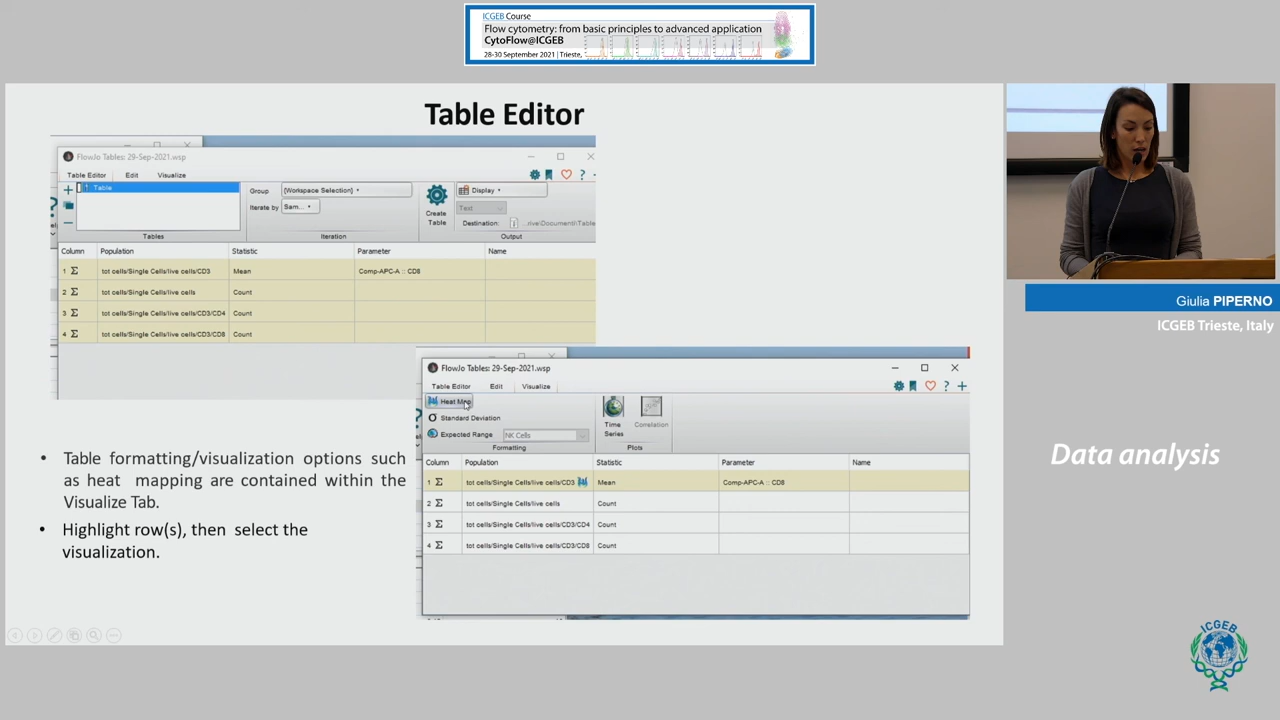 ICGEB Course
Flow cytometry: from basic principles to advanced application
CytoFlow@ICGEB
28-30 September 2021 | Trieste,
Table Editor
FlowJo Tables: 29-Sep-2021.wsp
Table Editor Edit Visualize
Table
Group {Workspace Selection}
Iterate by Sam...
Create
Table
Display
Text
Destination:
Tables Iteration Output
Column Population Statistic Parameter Name
1 Σ tot cells/Single Cells/live cells/CD3 Mean Comp-APC-A :: CD8
2 Σ tot cells/Single Cells/live cells Count
3 Σ tot cells/Single Cells/live cells/CD3/CD4 Count
4 Σ tot cells/Single Cells/live cells/CD3/CD8 Count
FlowJo Tables: 29-Sep-2021.wsp
Table Editor Edit Visualize
Heat Map
Standard Deviation
Expected Range NK Cells
Formatting
Time
Series
Correlation
Plots
Column Population Statistic Parameter Name
1 Σ tot cells/Single Cells/live cells/CD3 Mean Comp-APC-A :: CD8
2 Σ tot cells/Single Cells/live cells Count
3 Σ tot cells/Single Cells/live cells/CD3/CD4 Count
4 Σ tot cells/Single Cells/live cells/CD3/CD8 Count
• Table formatting/visualization options such
as heat mapping are contained within the
Visualize Tab.
• Highlight row(s), then select the
visualization.
Giulia PIPERNO
ICGEB Trieste, Italy
Data analysis
ICGEB